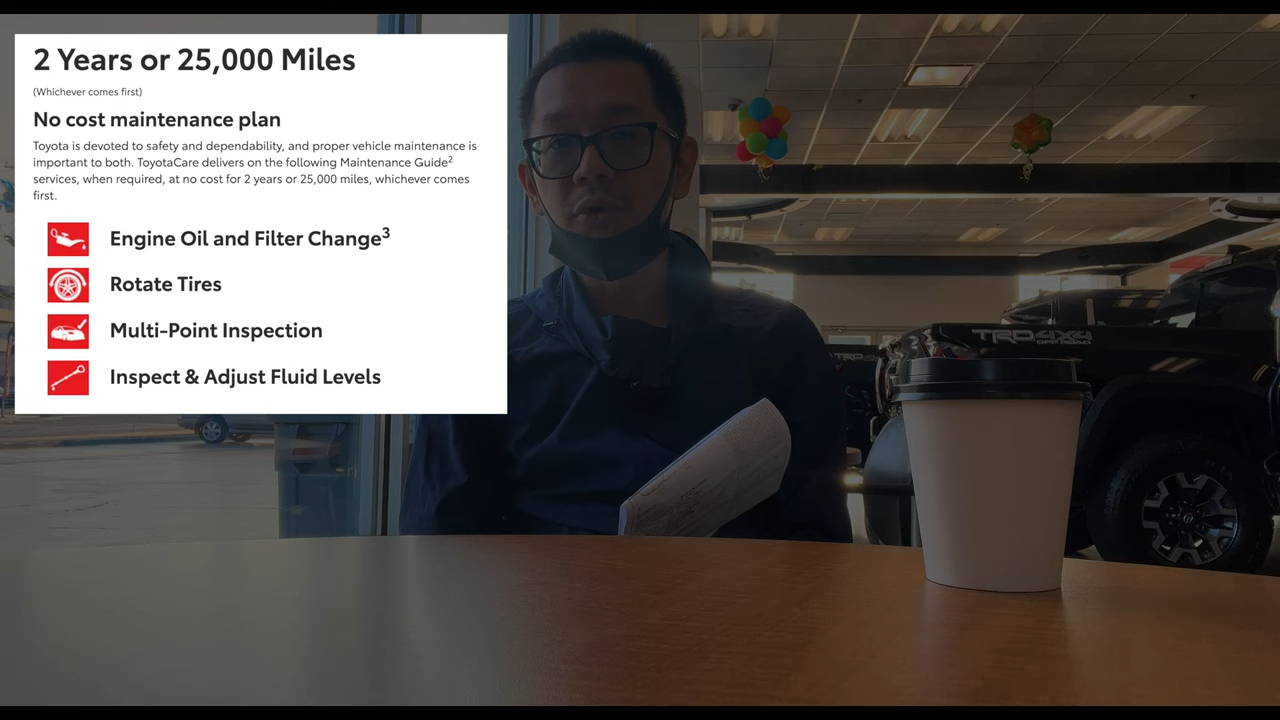 2 Years or 25,000 Miles
(Whichever comes first)
No cost maintenance plan
Toyota is devoted to safety and dependability, and proper vehicle maintenance is
important to both. ToyotaCare delivers on the following Maintenance Guide2
services, when required, at no cost for 2 years or 25,000 miles, whichever comes
first.
Engine Oil and Filter Change3
Rotate Tires
Multi-Point Inspection
Inspect & Adjust Fluid Levels
TRD 4X4
OFF ROAD
TRD